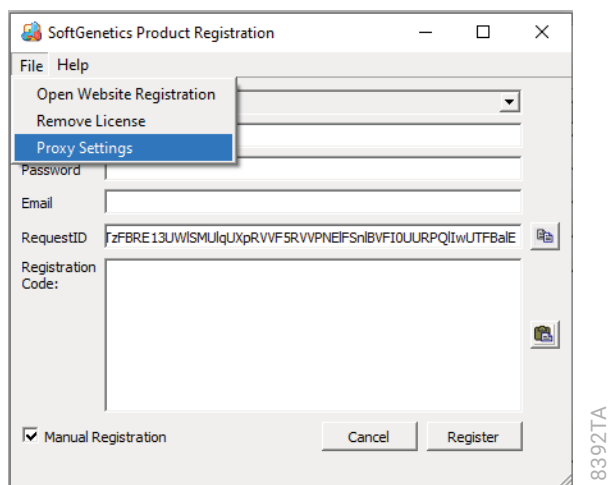 SoftGenetics Product Registration
File Help
Open Website Registration
Remove License
Proxy Settings
Password
Email
RequestID
Registration
Code:
Manual Registration
Cancel
Register
8392TA